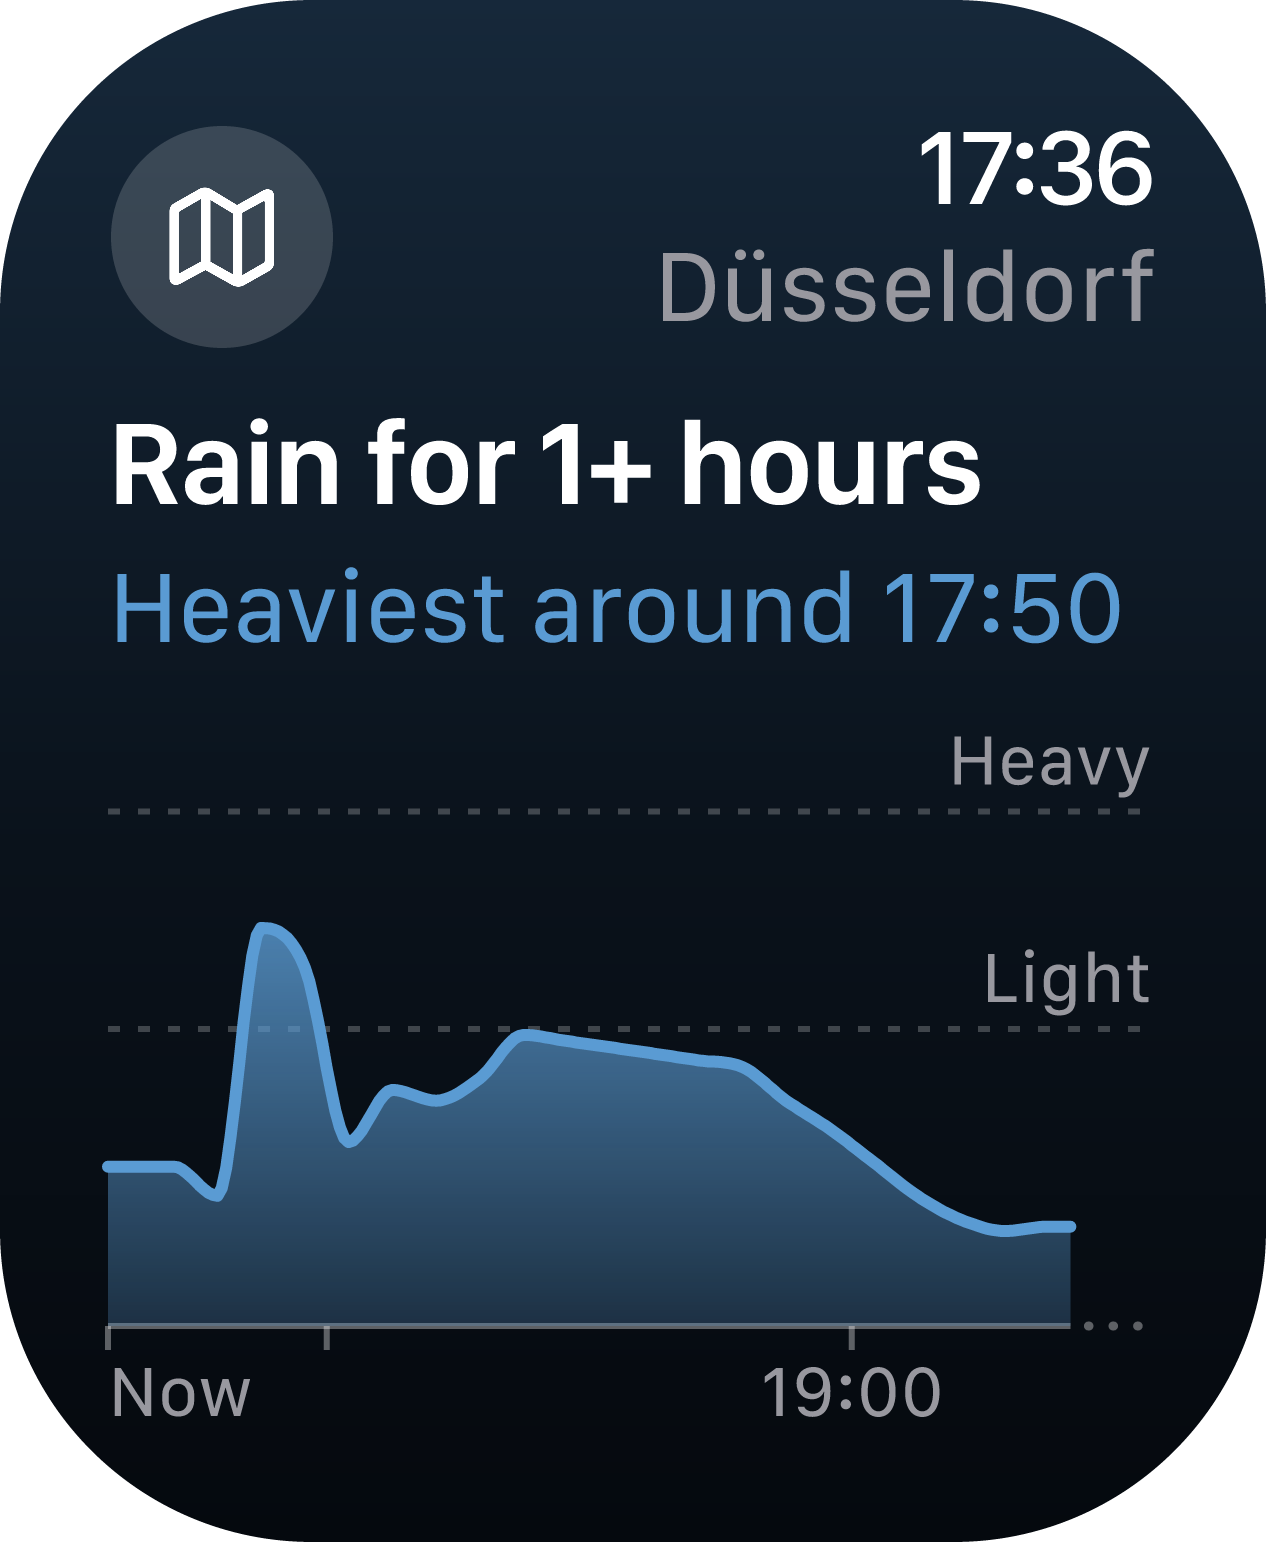 17:36
Düsseldorf
Rain for 1+ hours
Heaviest around 17:50
Heavy
Light
Now 19:00